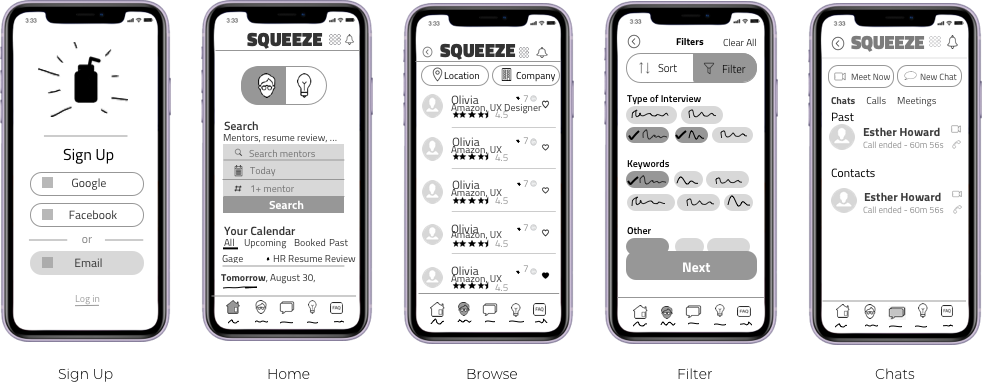 3:33
Sign Up
Google
Facebook
or
Email
Log in
Sign Up
3:33
SQUEEZE
Search
Mentors, resume review, ...
Search mentors
Today
# 1+ mentor
Search
Your Calendar
All Upcoming Booked Past
Gage • HR Resume Review
Tomorrow, August 30,
FAQ
Home
3:33
SQUEEZE
Location Company
Olivia 7
Amazon, UX Designer
4.5
Olivia 7
Amazon, UX
4.5
Olivia 7
Amazon, UX
4.5
Olivia 7
Amazon, UX
4.5
Olivia 7
Amazon, UX
4.5
FAQ
Browse
3:33
Filters Clear All
Sort Filter
Type of Interview
Keywords
Other
Next
FAQ
Filter
3:33
SQUEEZE
Meet Now New Chat
Chats Calls Meetings
Past
Esther Howard
Call ended - 60m 56s
Contacts
Esther Howard
Call ended - 60m 56s
FAQ
Chats